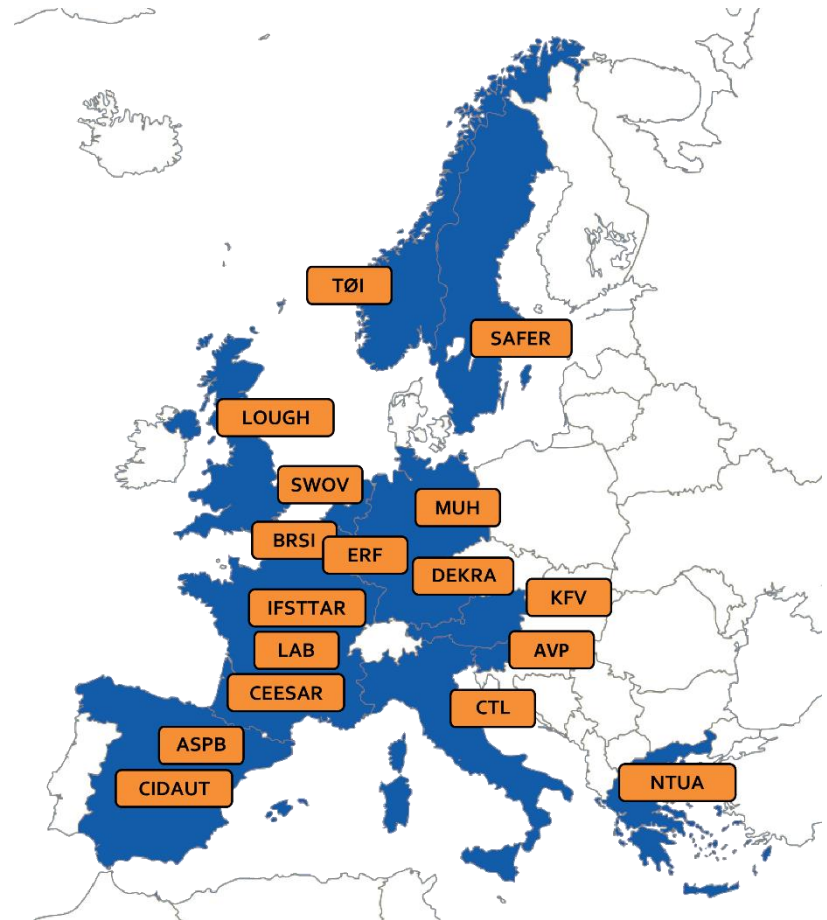 TØI
SAFER
LOUGH
SWOV
MUH
BRSI
ERF
DEKRA
KFV
IFSTTAR
LAB
AVP
CEESAR
CTL
ASPB
CIDAUT
NTUA